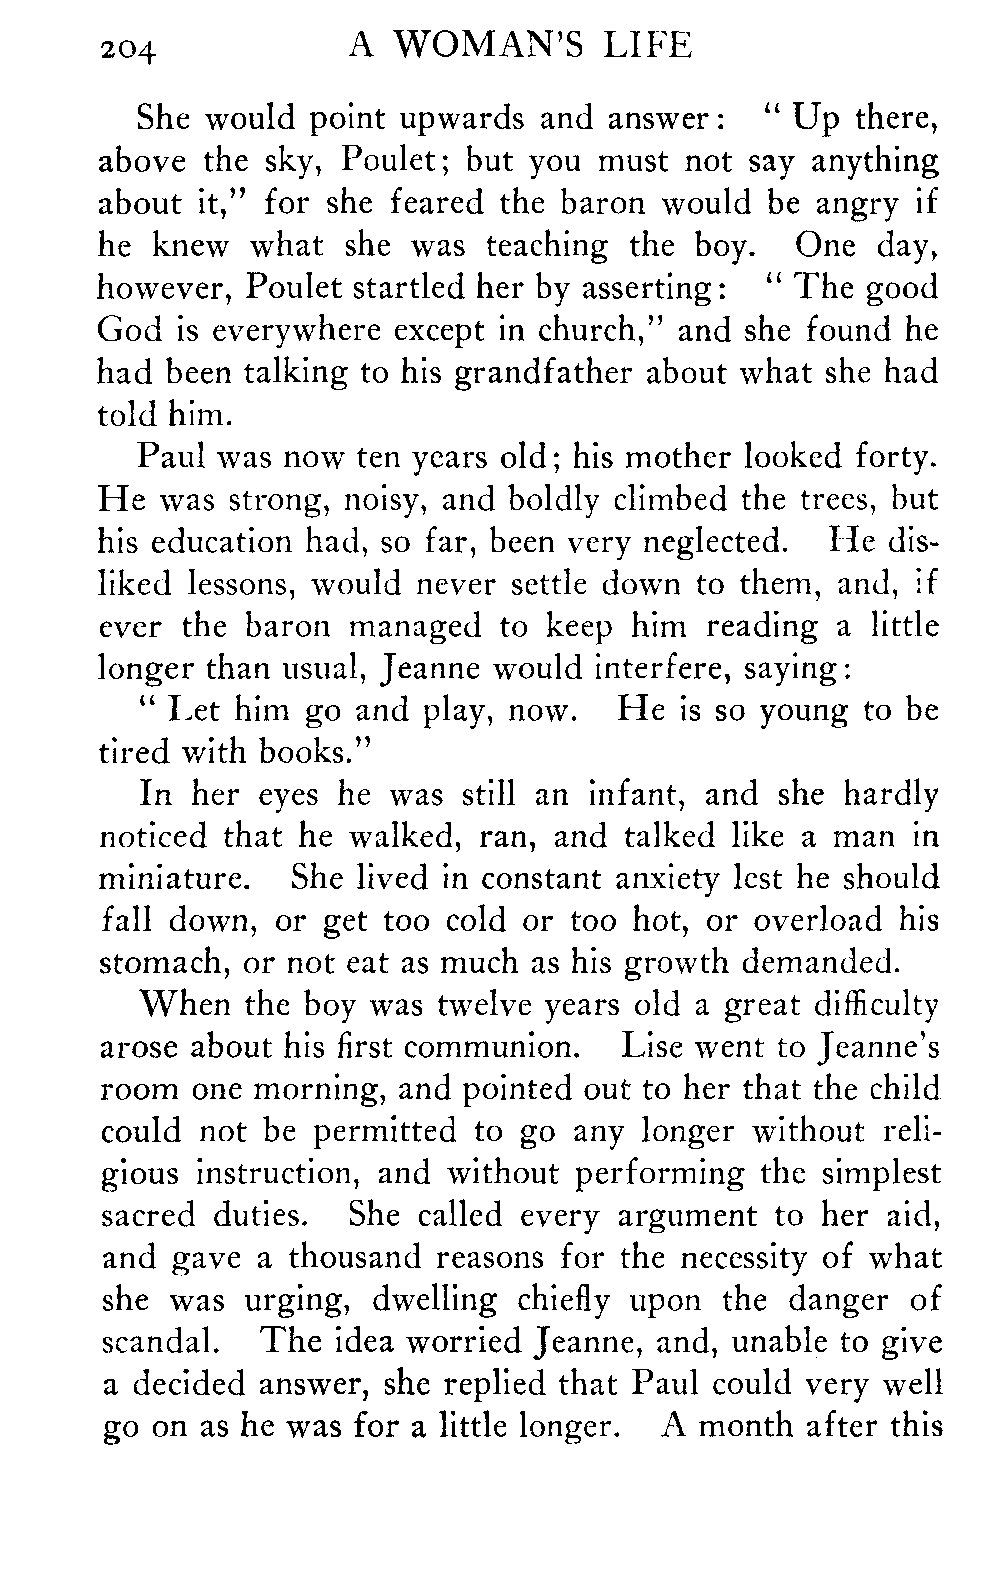 204 A WOMAN'S LIFE
She would point upwards and answer: "Up there,
above the sky, Poulet; but you must not say anything
about it," for she feared the baron would be angry if
he knew what she was teaching the boy. One day,
however, Poulet startled her by asserting: "The good
God is everywhere except in church," and she found he
had been talking to his grandfather about what she had
told him.
Paul was now ten years old; his mother looked forty.
He was strong, noisy, and boldly climbed the trees, but
his education had, so far, been very neglected. He dis-
liked lessons, would never settle down to them, and, if
ever the baron managed to keep him reading a little
longer than usual, Jeanne would interfere, saying:
"Let him go and play, now. He is so young to be
tired with books."
In her eyes he was still an infant, and she hardly
noticed that he walked, ran, and talked like a man in
miniature. She lived in constant anxiety lest he should
fall down, or get too cold or too hot, or overload his
stomach, or not eat as much as his growth demanded.
When the boy was twelve years old a great difficulty
arose about his first communion. Lise went to Jeanne's
room one morning, and pointed out to her that the child
could not be permitted to go any longer without reli-
gious instruction, and without performing the simplest
sacred duties. She called every argument to her aid,
and gave a thousand reasons for the necessity of what
she was urging, dwelling chiefly upon the danger of
scandal. The idea worried Jeanne, and, unable to give
a decided answer, she replied that Paul could very well
go on as he was for a little longer. A month after this